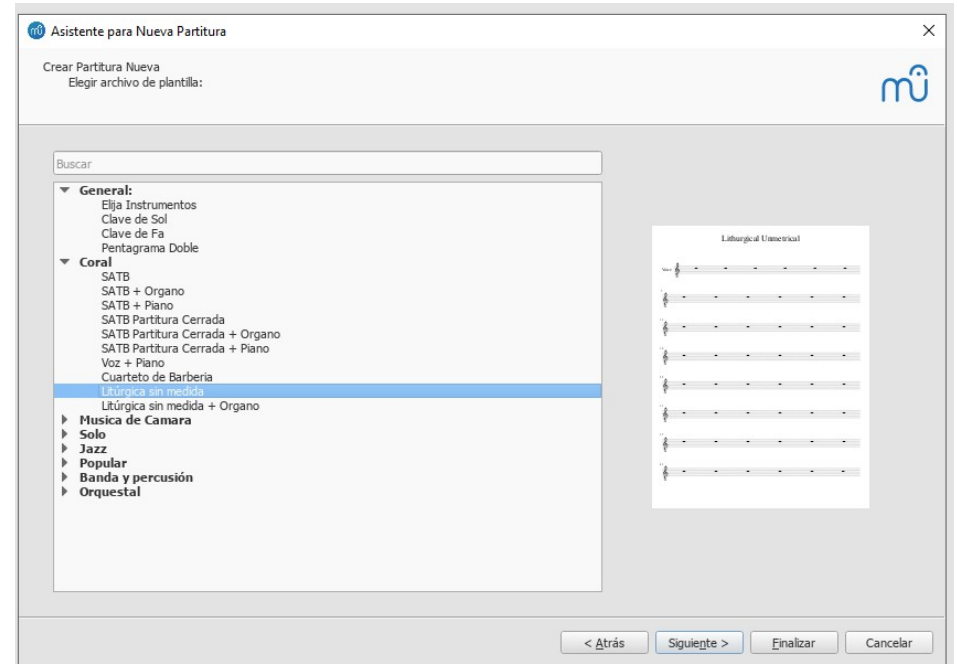 Asistente para Nueva Partitura
Crear Partitura Nueva
Elegir archivo de plantilla:
Buscar
General:
Elija Instrumentos
Clave de Sol
Clave de Fa
Pentagrama Doble
Coral
SATB
SATB + Organo
SATB + Piano
SATB Partitura Cerrada
SATB Partitura Cerrada + Organo
SATB Partitura Cerrada + Piano
Voz + Piano
Cuarteto de Barberia
Litúrgica sin medida
Litúrgica sin medida + Organo
Musica de Camara
Solo
Jazz
Popular
Banda y percusión
Orquestal
Lithurgical Unmetrical
< Atrás
Siguiente >
Finalizar
Cancelar